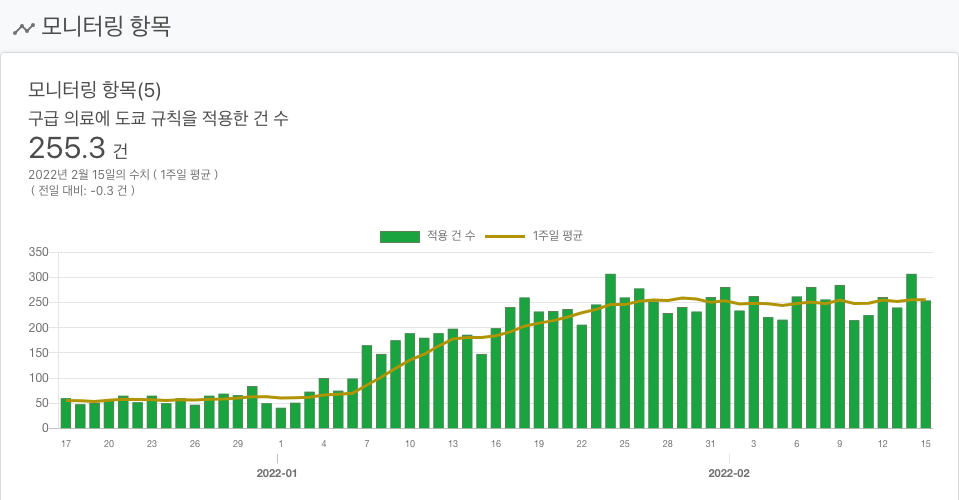 모니터링 항목
모니터링 항목(5)
구급 의료에 도쿄 규칙을 적용한 건 수
255.3 건
2022년 2월 15일의 수치 ( 1주일 평균 )
( 전일 대비: -0.3 건 )
적용 건 수 1주일 평균
350
300
250
200
150
100
50
0
17 20 23 26 29 1 4 7 10 13 16 19 22 25 28 31 3 6 9 12 15
2022-01 2022-02